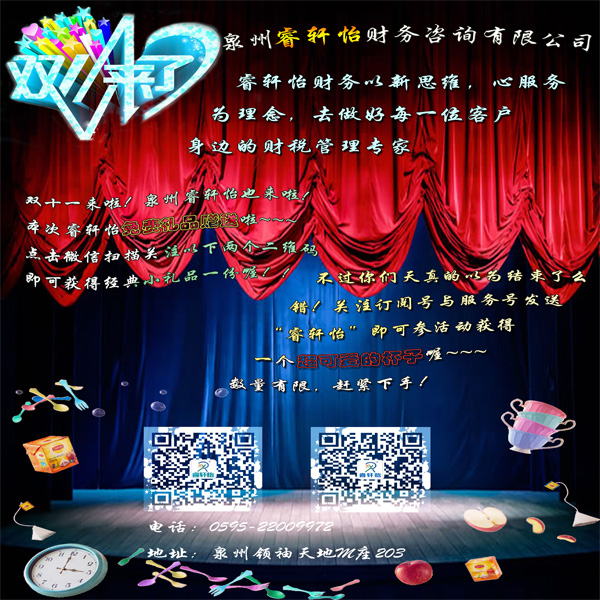 双11来了
泉州睿轩怡财务咨询有限公司
睿轩怡财务以新思维，心服务
为理念，去做好每一位客户
身边的财税管理专家
双十一来啦！泉州睿轩怡也来啦！
本次睿轩怡免费礼品赠送啦~~~
点击微信扫描关注以下两个二维码
即可获得经典小礼品一份喔！！
不过你们天真的以为结束了么
错！关注订阅号与服务号发送
“睿轩怡”即可参活动获得
一个超可爱的杯子喔~~~
数量有限，赶紧下手！
睿轩怡
睿轩怡
电话：0595-22009972
地址：泉州领袖天地M座203